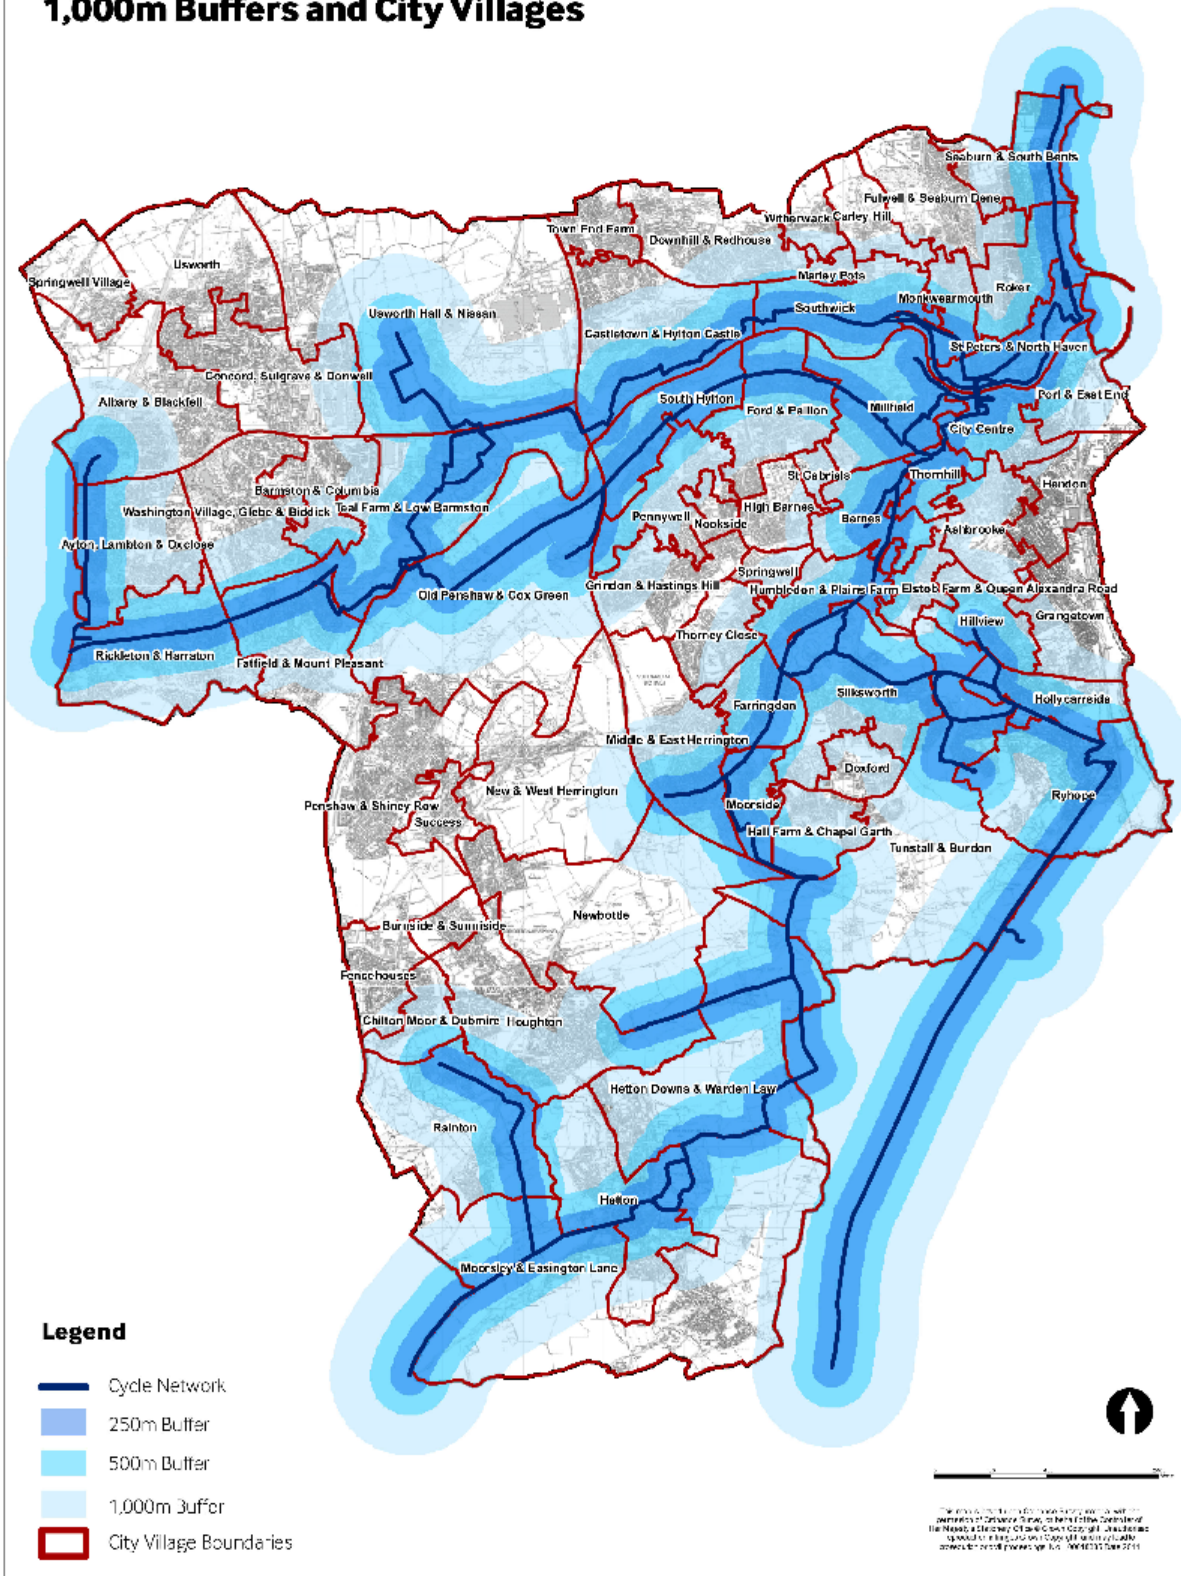 1,000m Buffers and City Villages
Seaburn & South Bents
Fulwell & Seaburn Dene
Witherwack
Carley Hill
Town End Farm
Downhill & Redhouse
Usworth
Springwell Village
Marley Pots
Roker
Monkwearmouth
Southwick
Usworth Hall & Nissan
Castletown & Hylton Castle
St Peters & North Haven
Concord, Sulgrave & Donwell
Albany & Blackfell
South Hylton
Ford & Pallion
Millfield
Port & East End
City Centre
St Gabriels
Thornhill
Hendon
Barmston & Columbia
Washington Village, Glebe & Biddick
Teal Farm & Low Barmston
High Barnes
Pennywell
Nookside
Barnes
Ashbrooke
Ayton, Lambton & Oxclose
Springwell
Grindon & Hastings Hill
Humbledon & Plains Farm
Elstob Farm & Queen Alexandra Road
Old Penshaw & Cox Green
Hillview
Grangetown
Thorney Close
Rickleton & Harraton
Fatfield & Mount Pleasant
Silksworth
Hollycarrside
Farringdon
Middle & East Herrington
Doxford
New & West Herrington
Ryhope
Penshaw & Shiney Row
Moorside
Success
Hall Farm & Chapel Garth
Tunstall & Burdon
Newbottle
Burnside & Sunniside
Fencehouses
Chilton Moor & Dubmire
Houghton
Hetton Downs & Warden Law
Rainton
Hetton
Moorsley & Easington Lane
Legend
Cycle Network
250m Buffer
500m Buffer
1,000m Buffer
City Village Boundaries